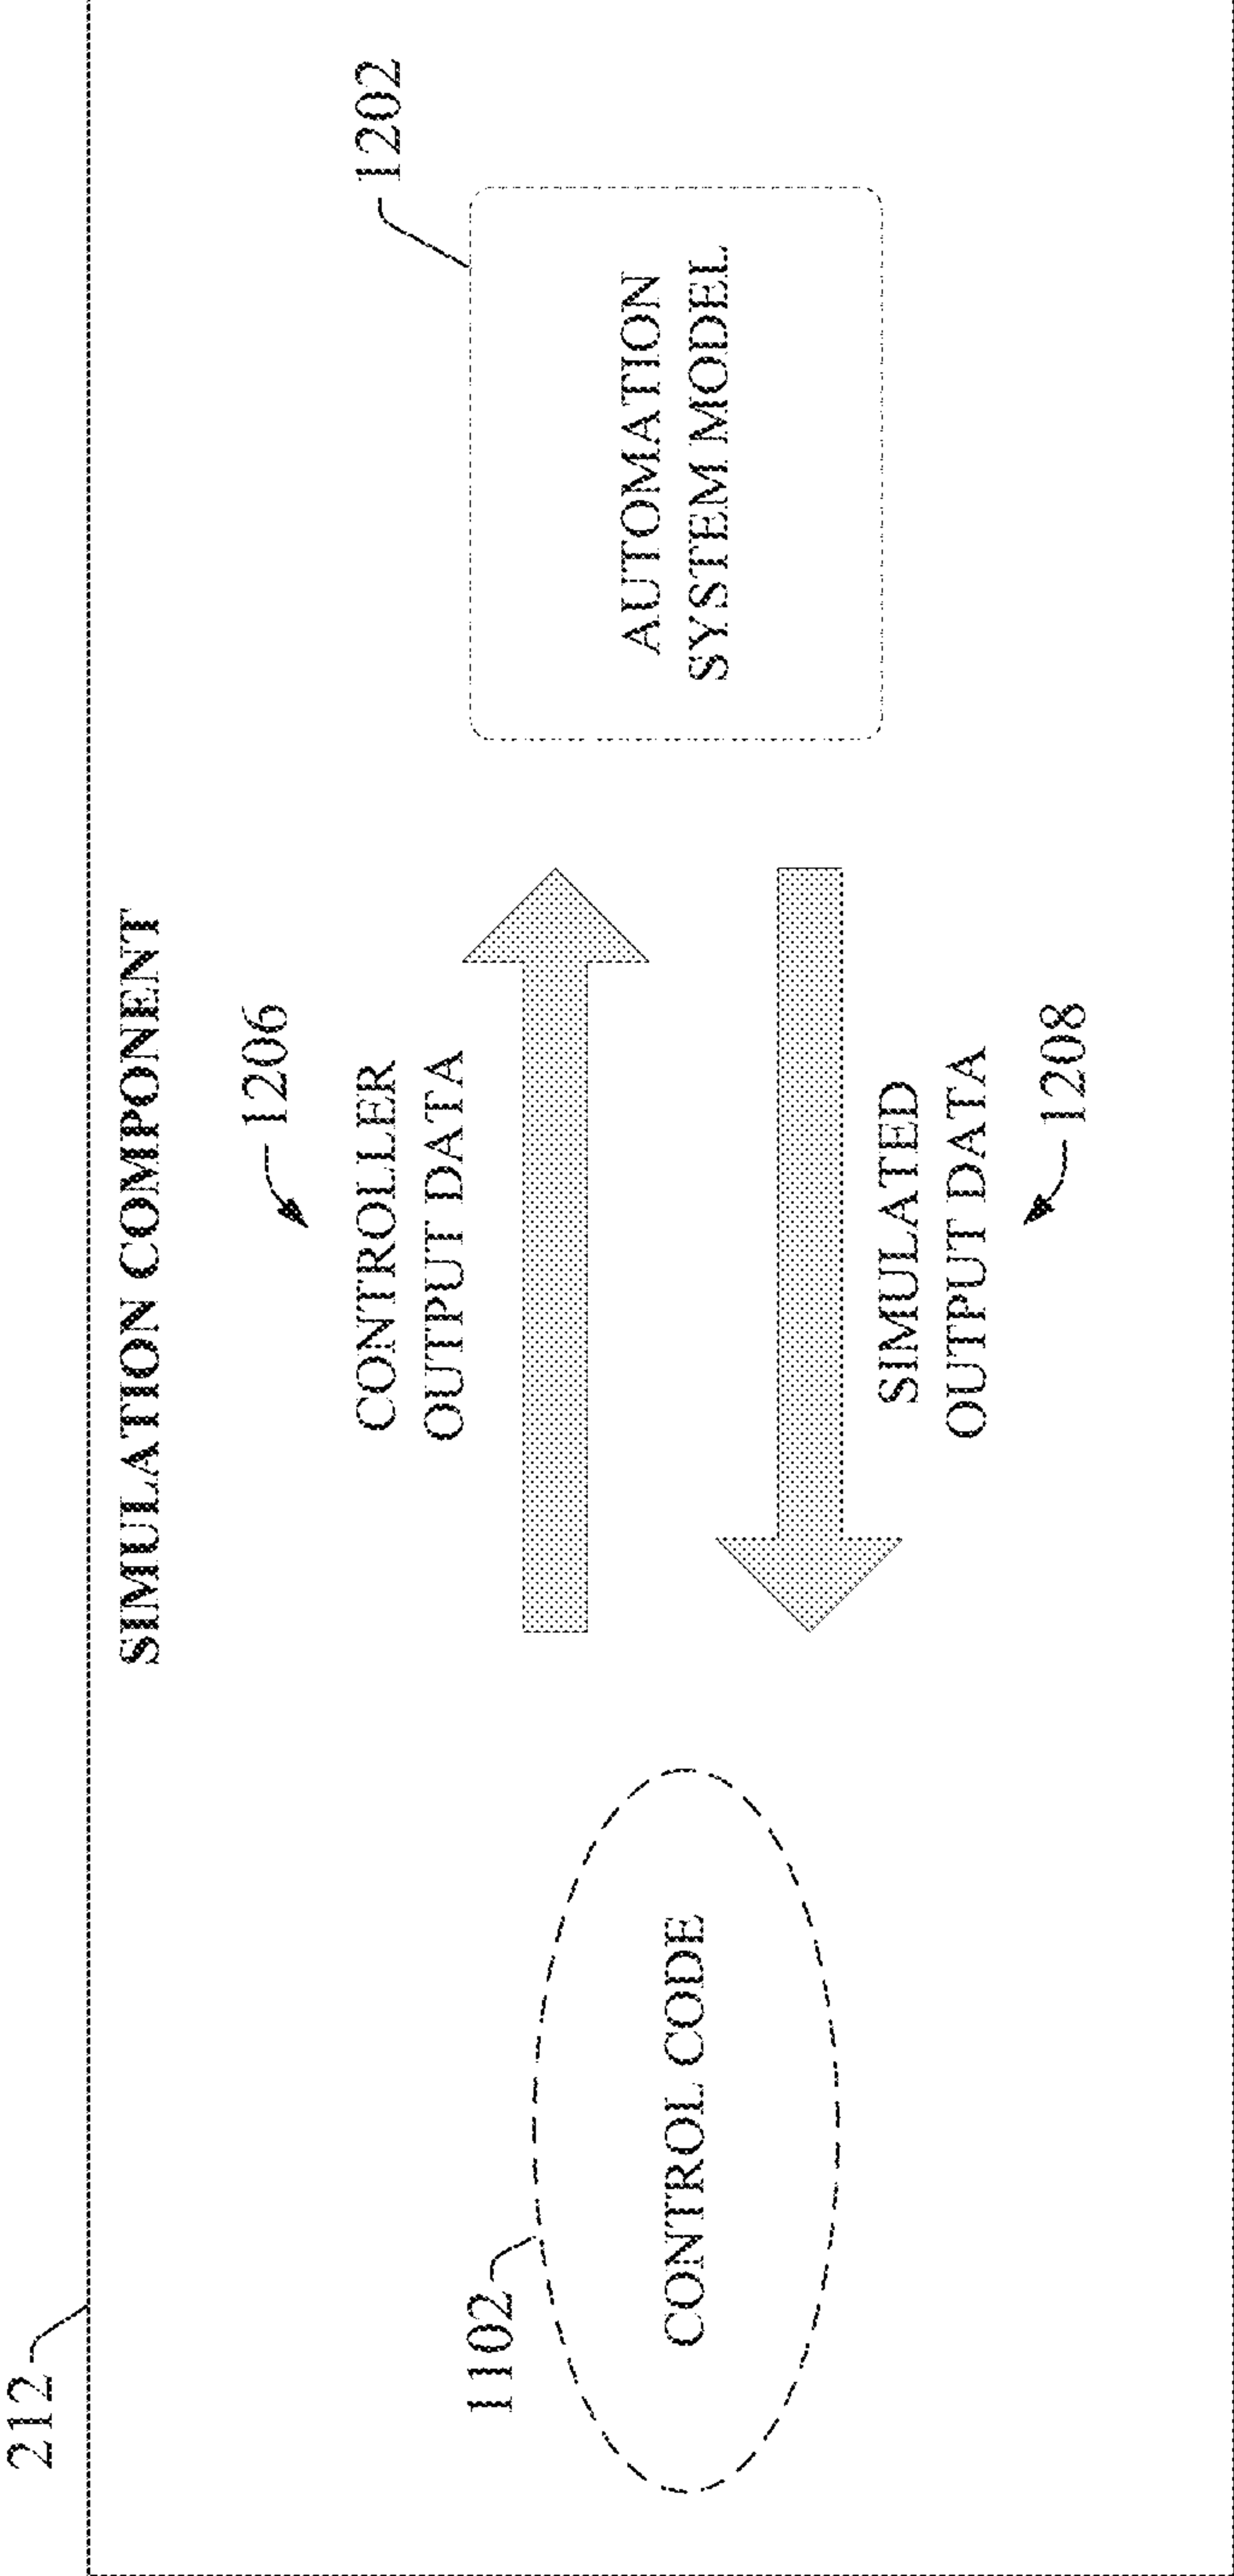 212
SIMULATION COMPONENT
1206
CONTROLLER
OUTPUT DATA
1202
1102
CONTROL CODE
AUTOMATION
SYSTEM MODEL
SIMULATED
OUTPUT DATA
1208